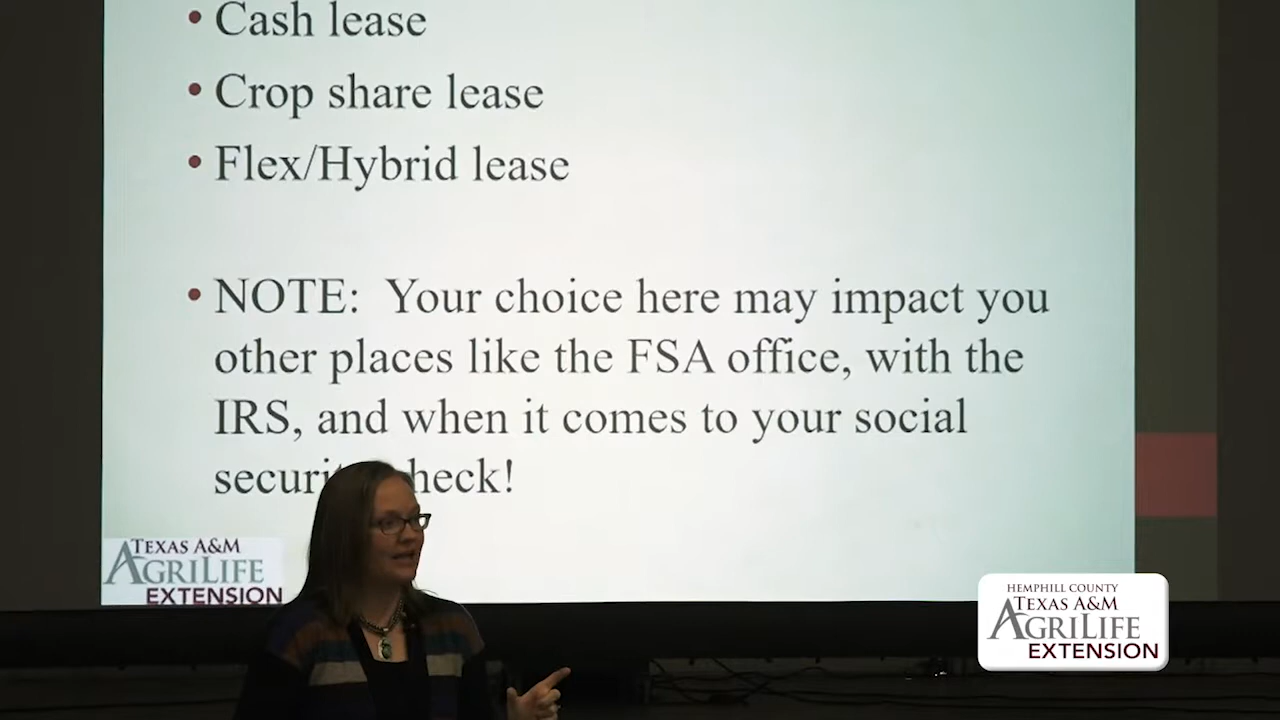 • Cash lease
• Crop share lease
• Flex/Hybrid lease
• NOTE: Your choice here may impact you
other places like the FSA office, with the
IRS, and when it comes to your social
heck!
TEXAS A&M
AGRILIFE
EXTENSION
HEMPHILL COUNTY
TEXAS A&M
AGRILIFE
EXTENSION